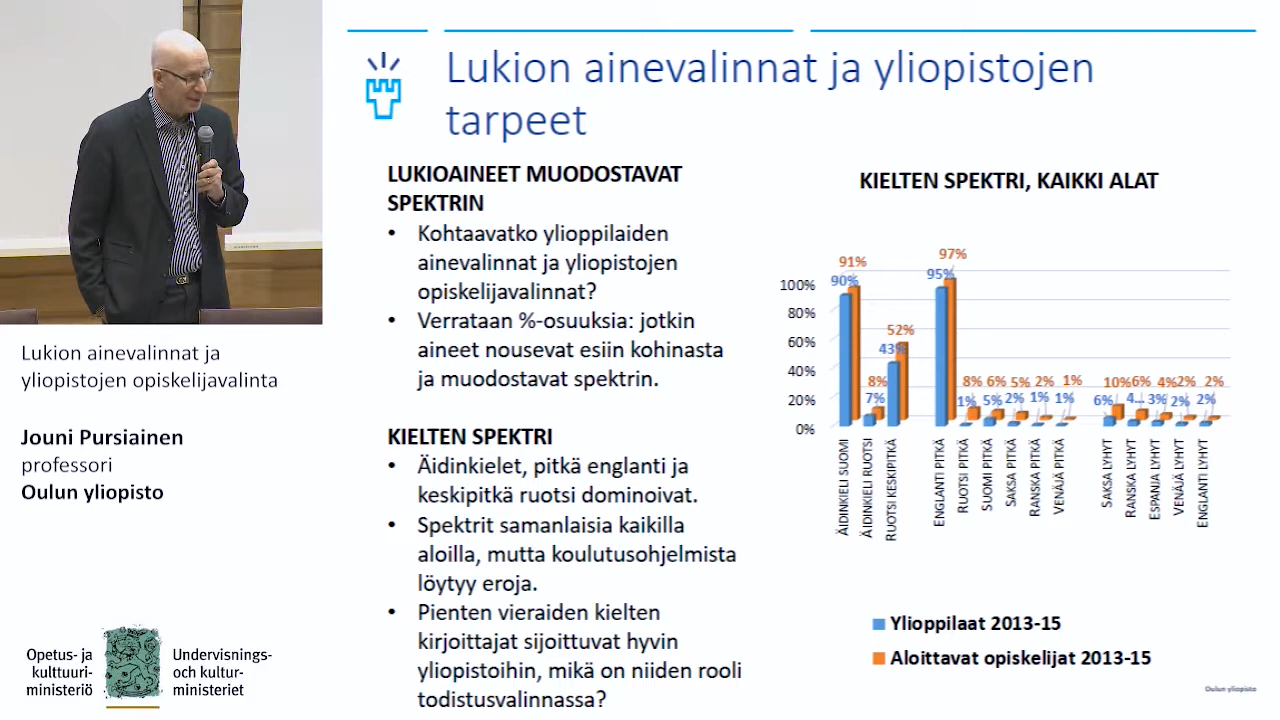 Lukion ainevalinnat ja yliopistojen
tarpeet
LUKIOAINEET MUODOSTAVAT
SPEKTRIN
• Kohtaavatko ylioppilaiden
ainevalinnat ja yliopistojen
opiskelijavalinnat?
• Verrataan %-osuuksia: jotkin
aineet nousevat esiin kohinasta
ja muodostavat spektrin.
KIELTEN SPEKTRI
• Äidinkielet, pitkä englanti ja
keskipitkä ruotsi dominoivat.
• Spektrit samanlaisia kaikilla
aloilla, mutta koulutusohjelmista
löytyy eroja.
• Pienten vieraiden kielten
kirjoittajat sijoittuvat hyvin
yliopistoihin, mikä on niiden rooli
todistusvalinnassa?
KIELTEN SPEKTRI, KAIKKI ALAT
100%
80%
60%
40%
20%
0%
91%
90%
8%
7%
52%
43%
97%
95%
8% 6% 5% 2% 1%
1% 5% 2% 1% 1%
10% 6% 4% 2% 2%
6% 4... 3% 2% 2%
ÄIDINKIELI SUOMI
ÄIDINKIELI RUOTSI
RUOTSI KESKIPITKÄ
ENGLANTI PITKÄ
RUOTSI PITKÄ
SUOMI PITKÄ
SAKSA PITKÄ
RANSKA PITKÄ
VENÄJÄ PITKÄ
SAKSA LYHYT
RANSKA LYHYT
ESPANJA LYHYT
VENÄJÄ LYHYT
ENGLANTI LYHYT
Ylioppilaat 2013-15
Aloittavat opiskelijat 2013-15
Oulun yliopisto
Lukion ainevalinnat ja
yliopistojen opiskelijavalinta
Jouni Pursiainen
professori
Oulun yliopisto
Opetus- ja
kulttuuri-
ministeriö
Undervisnings-
och kultur-
ministeriet